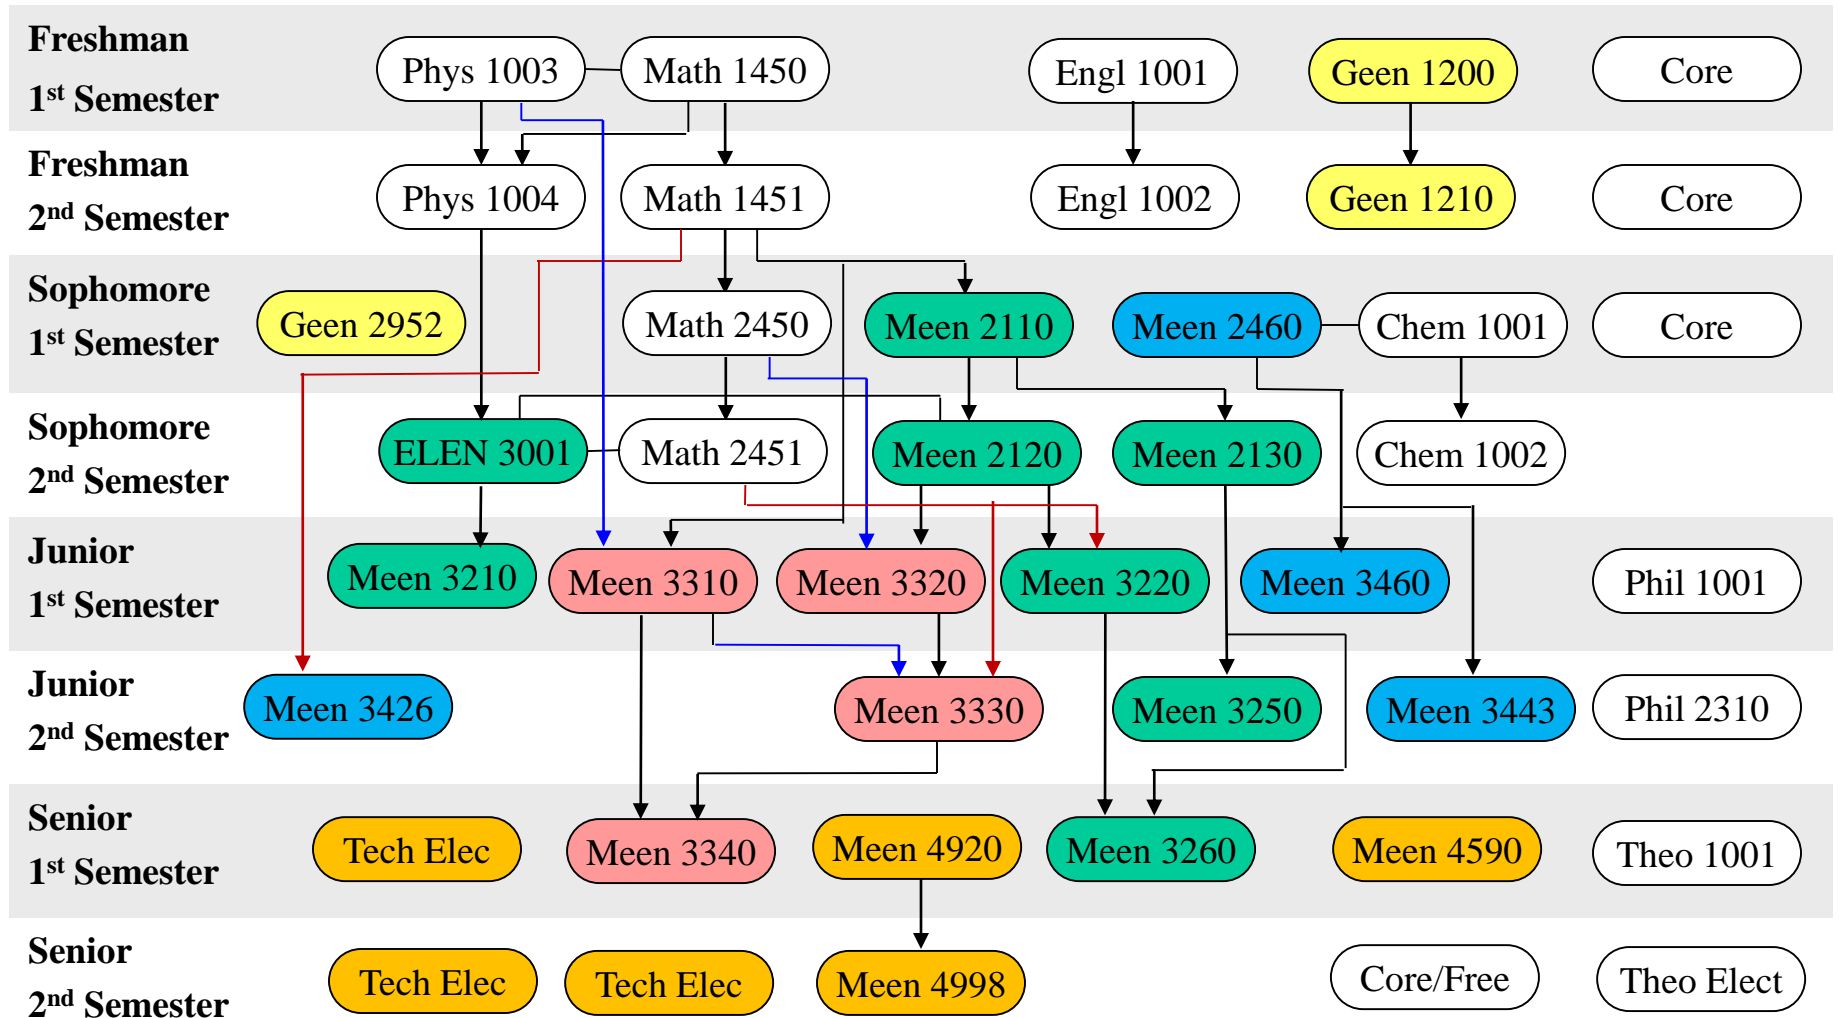 Freshman
1st Semester
Phys 1003
Math 1450
Engl 1001
Geen 1200
Core
Freshman
2nd Semester
Phys 1004
Math 1451
Engl 1002
Geen 1210
Core
Sophomore
1st Semester
Geen 2952
Math 2450
Meen 2110
Meen 2460
Chem 1001
Core
Sophomore
2nd Semester
ELEN 3001
Math 2451
Meen 2120
Meen 2130
Chem 1002
Junior
1st Semester
Meen 3210
Meen 3310
Meen 3320
Meen 3220
Meen 3460
Phil 1001
Junior
2nd Semester
Meen 3426
Meen 3330
Meen 3250
Meen 3443
Phil 2310
Senior
1st Semester
Tech Elec
Meen 3340
Meen 4920
Meen 3260
Meen 4590
Theo 1001
Senior
2nd Semester
Tech Elec
Tech Elec
Meen 4998
Core/Free
Theo Elect